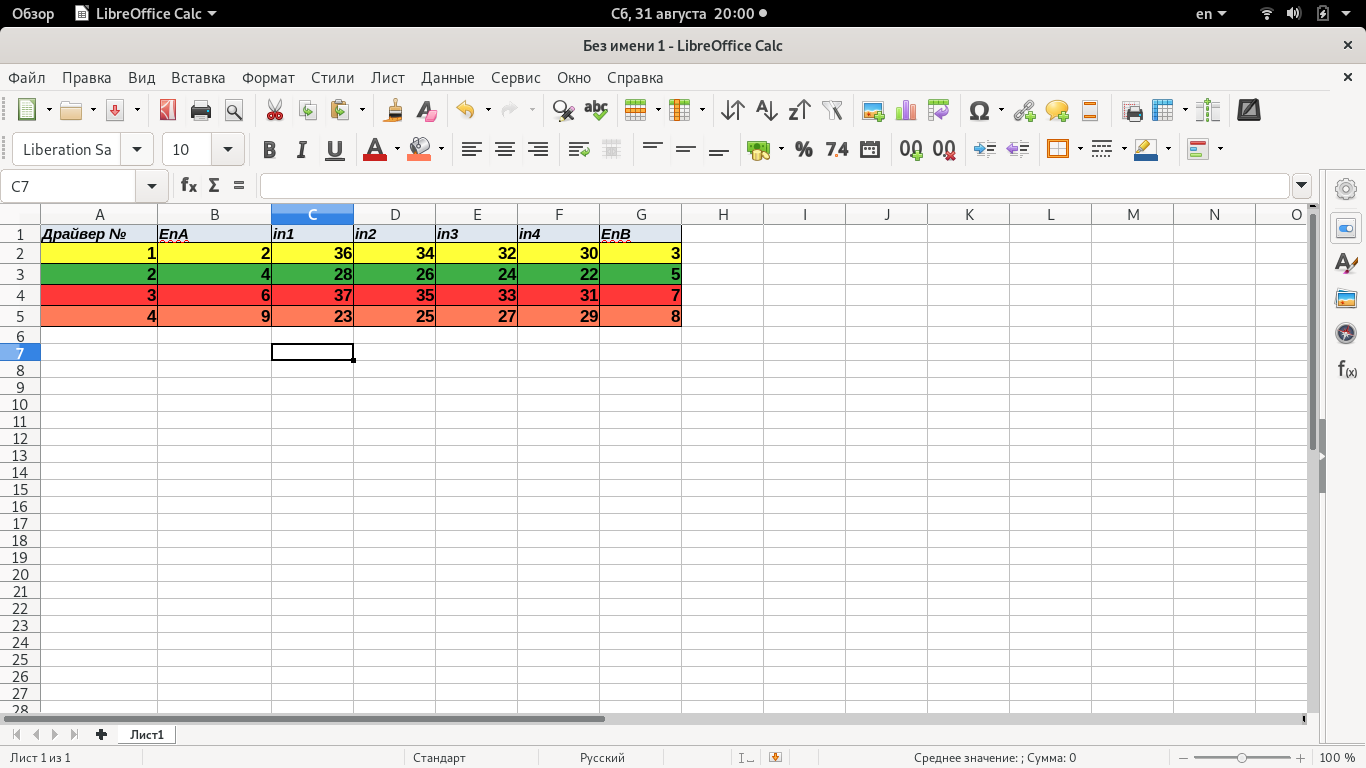 Обзор LibreOffice Calc Сб, 31 августа 20:00 en
Без имени 1 - LibreOffice Calc
Файл Правка Вид Вставка Формат Стили Лист Данные Сервис Окно Справка
Liberation Sa 10
C7
A B C D E F G H I J K L M N O
1 Драйвер № EnA in1 in2 in3 in4 EnB
2 1 2 36 34 32 30 3
3 2 4 28 26 24 22 5
4 3 6 37 35 33 31 7
5 4 9 23 25 27 29 8
6
7
8
9
10
11
12
13
14
15
16
17
18
19
20
21
22
23
24
25
26
27
28
Лист1
Лист 1 из 1 Стандарт Русский Среднее значение: ; Сумма: 0 100 %